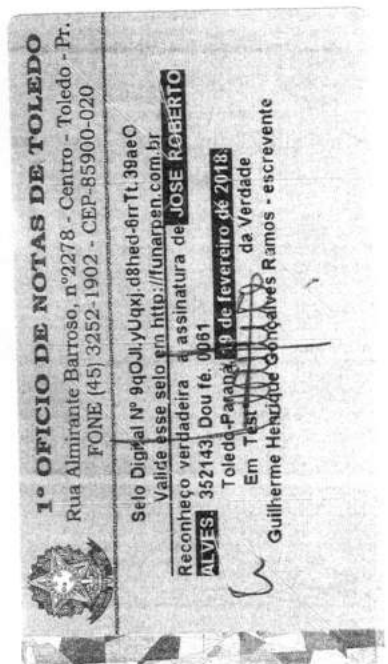 1º OFICIO DE NOTAS DE TOLEDO
Rua Almirante Barroso, nº2278 - Centro - Toledo - Pr.
FONE (45) 3252-1902 - CEP-85900-020
Selo Digital Nº 9qOJI.yUqxj.d8hed-6rrTt.39aeO
Valide esse selo em http://funarpen.com.br
Reconheço verdadeira a assinatura de JOSE ROBERTO
ALVES. 352143 Dou fé. 0061
Toledo-Paraná, 19 de fevereiro de 2018.
Em Test da Verdade
Guilherme Henrique Gonçalves Ramos - escrevente